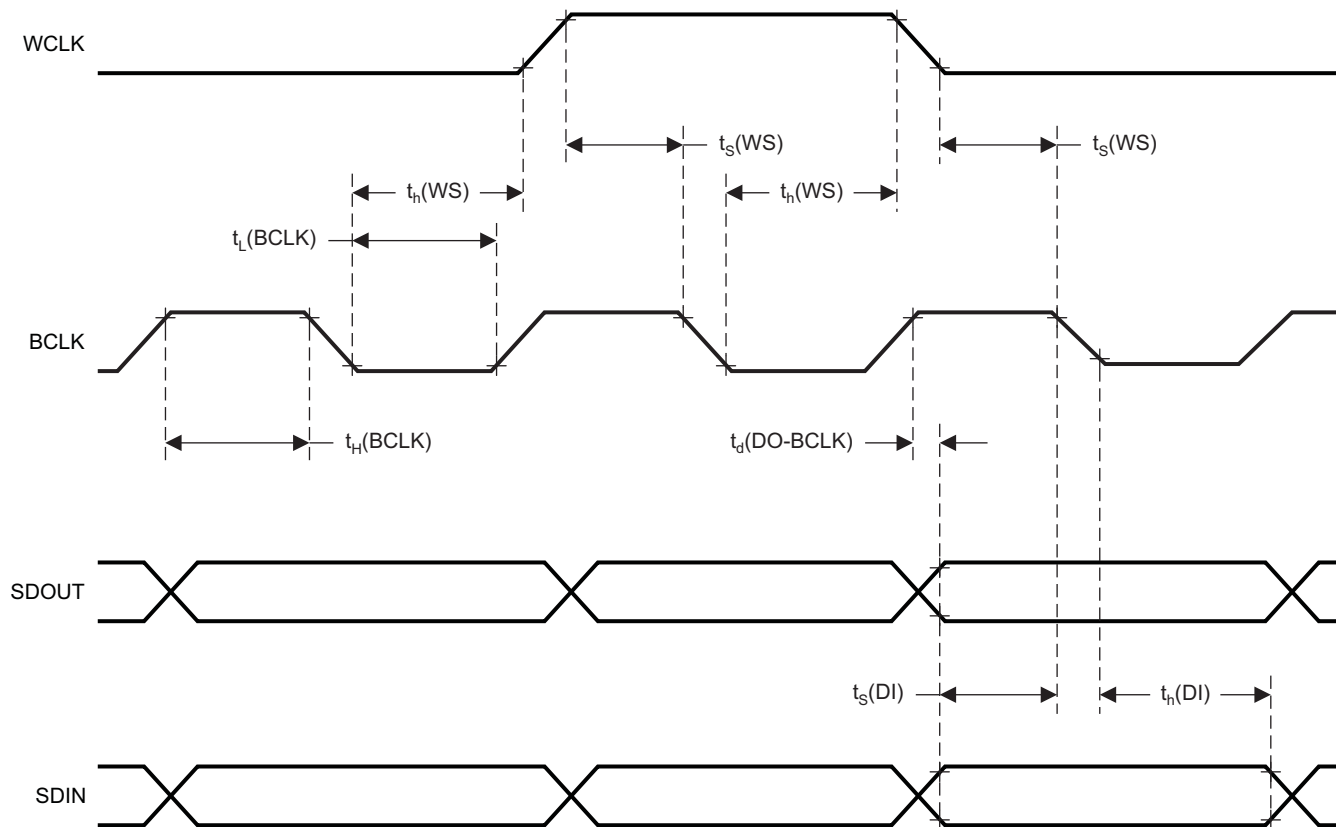 WCLK
tS(WS)
tS(WS)
th(WS)
th(WS)
tL(BCLK)
BCLK
tH(BCLK)
td(DO-BCLK)
SDOUT
tS(DI)
th(DI)
SDIN